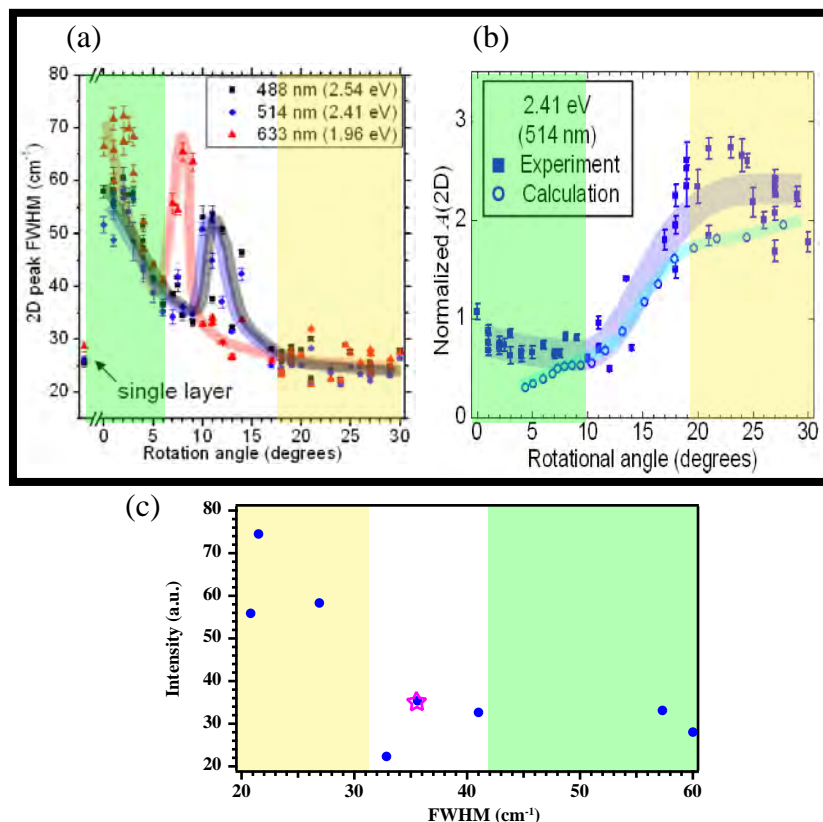 (a)
80
70
60
50
40
30
20
2D peak FWHM (cm⁻¹)
488 nm (2.54 eV)
514 nm (2.41 eV)
633 nm (1.96 eV)
single layer
0 5 10 15 20 25 30
Rotation angle (degrees)
(b)
3
2
1
0
Normalized A(2D)
2.41 eV
(514 nm)
Experiment
Calculation
0 5 10 15 20 25 30
Rotational angle (degrees)
(c)
80
70
60
50
40
30
20
Intensity (a.u.)
20 30 40 50 60
FWHM (cm⁻¹)